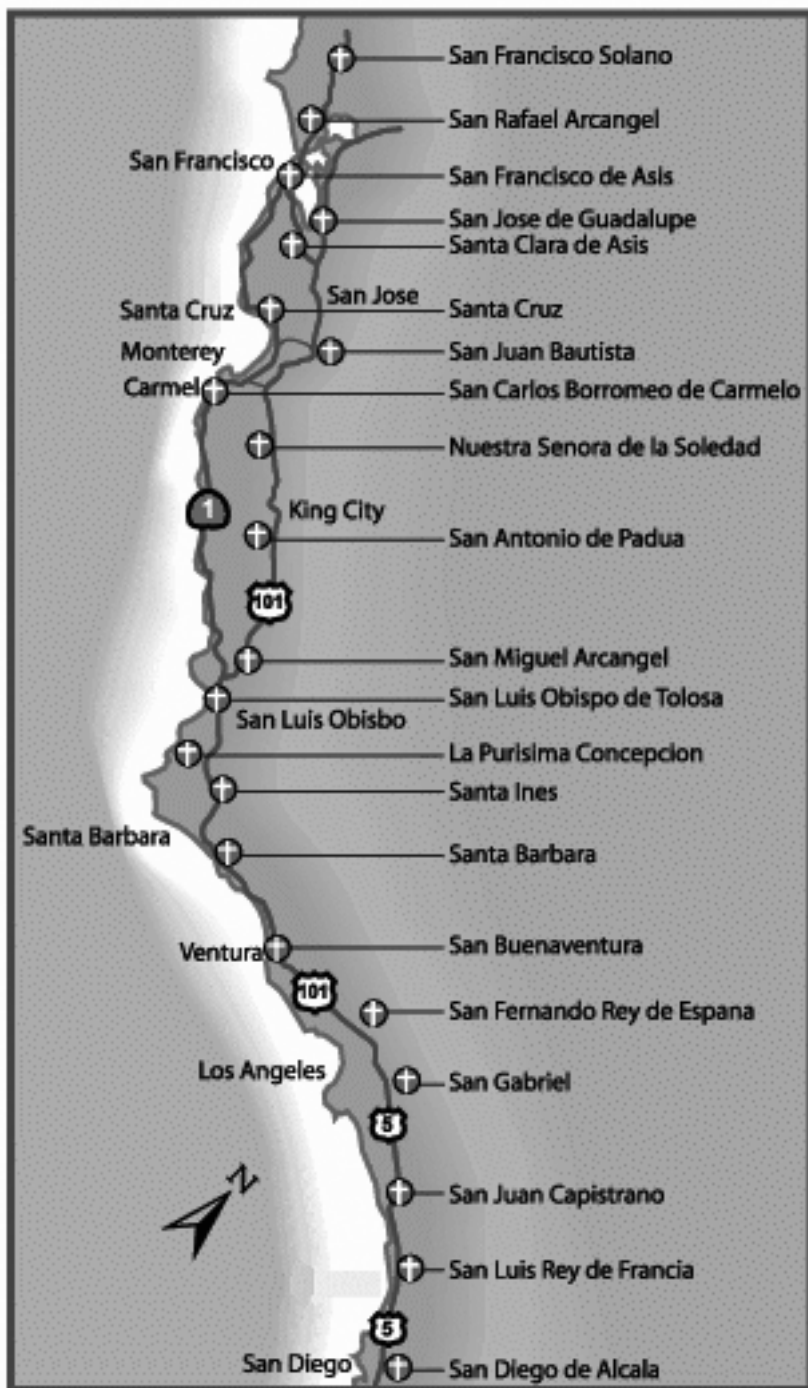 San Francisco Solano
San Rafael Arcangel
San Francisco
San Francisco de Asis
San Jose de Guadalupe
Santa Clara de Asis
San Jose
Santa Cruz
Santa Cruz
Monterey
San Juan Bautista
Carmel
San Carlos Borromeo de Carmelo
Nuestra Senora de la Soledad
1
King City
San Antonio de Padua
101
San Miguel Arcangel
San Luis Obispo de Tolosa
San Luis Obisbo
La Purisima Concepcion
Santa Ines
Santa Barbara
Santa Barbara
San Buenaventura
Ventura
101
San Fernando Rey de Espana
Los Angeles
San Gabriel
5
N
San Juan Capistrano
San Luis Rey de Francia
5
San Diego
San Diego de Alcala